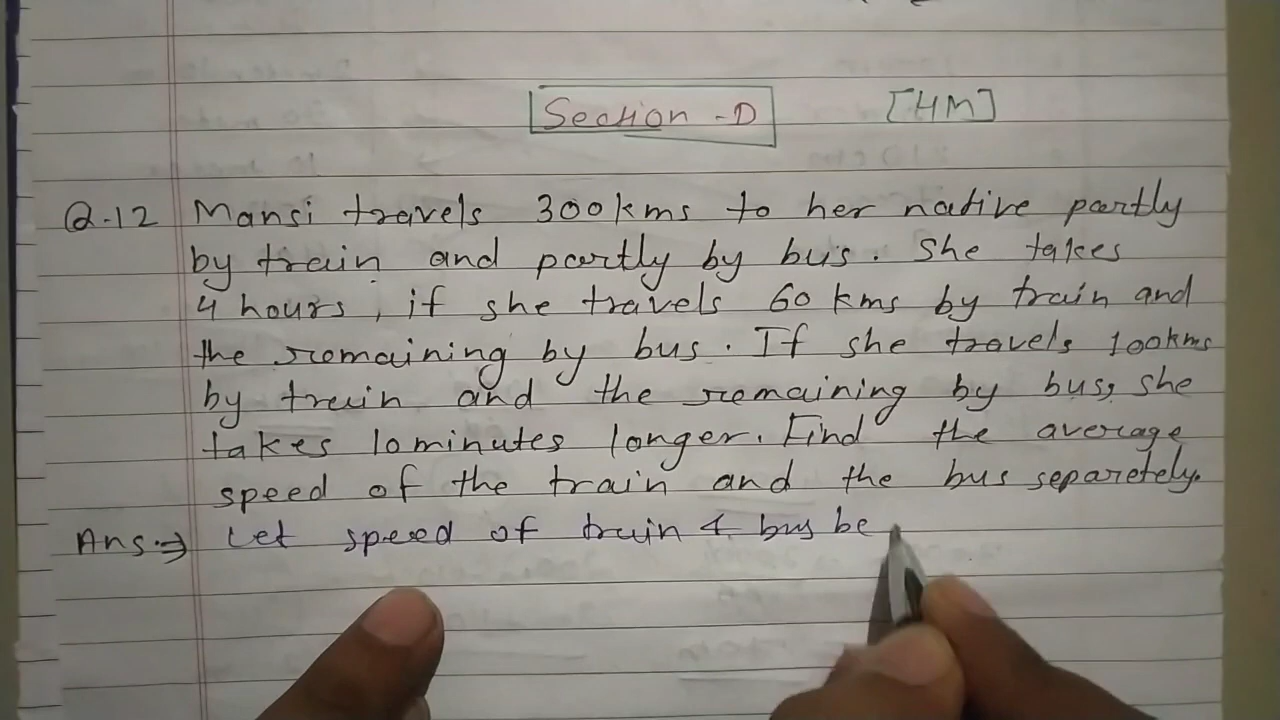 Section -D
[4M]
Q.12 Mansi travels 300kms to her native partly
by train and partly by bus. She takes
4 hours, if she travels 60 kms by train and
the remaining by bus. If she travels 100kms
by train and the remaining by bus, she
takes 10minutes longer. Find the average
speed of the train and the bus separetely.
Ans.⇒ Let speed of train & bus be